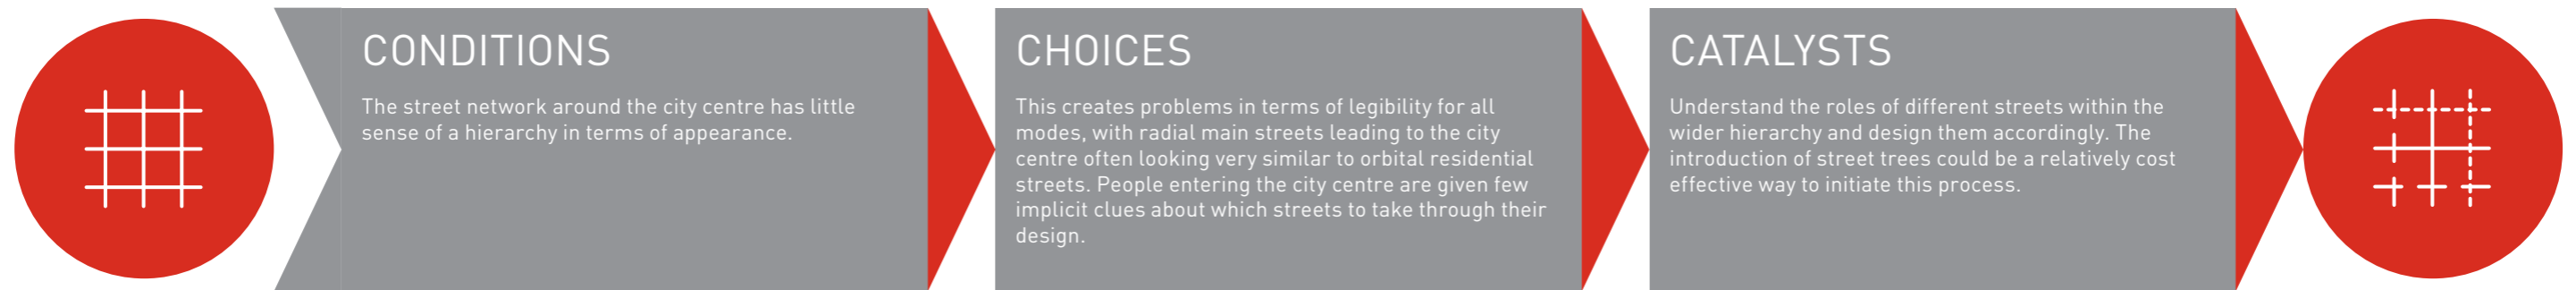 CONDITIONS
The street network around the city centre has little
sense of a hierarchy in terms of appearance.
CHOICES
This creates problems in terms of legibility for all
modes, with radial main streets leading to the city
centre often looking very similar to orbital residential
streets. People entering the city centre are given few
implicit clues about which streets to take through their
design.
CATALYSTS
Understand the roles of different streets within the
wider hierarchy and design them accordingly. The
introduction of street trees could be a relatively cost
effective way to initiate this process.